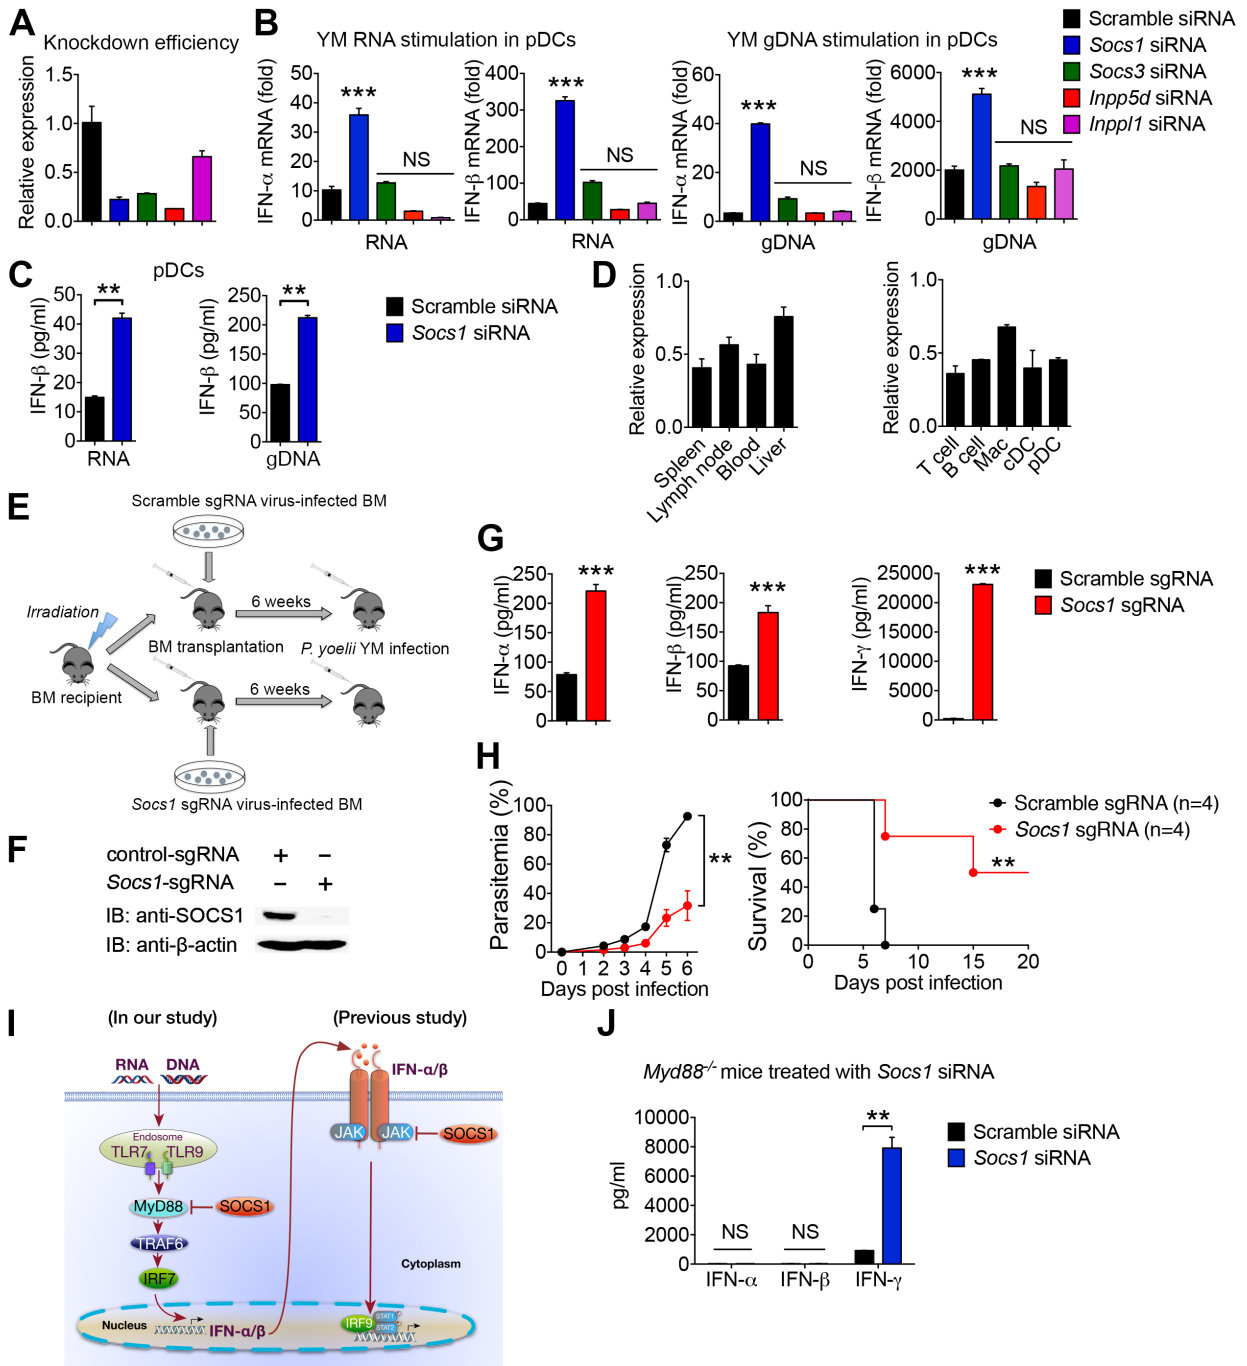 A
Knockdown efficiency
Relative expression
1.5
1.0
0.5
0.0
B
YM RNA stimulation in pDCs
IFN-α mRNA (fold)
50
40
30
20
10
0
***
NS
RNA
IFN-β mRNA (fold)
400
300
200
100
0
***
NS
RNA
YM gDNA stimulation in pDCs
IFN-α mRNA (fold)
60
40
20
0
***
NS
gDNA
IFN-β mRNA (fold)
6000
4000
2000
0
***
NS
gDNA
Scramble siRNA
Socs1 siRNA
Socs3 siRNA
Inpp5d siRNA
Inppl1 siRNA
C
pDCs
IFN-β (pg/ml)
50
40
30
20
10
0
**
RNA
IFN-β (pg/ml)
250
200
150
100
50
0
**
gDNA
Scramble siRNA
Socs1 siRNA
D
Relative expression
1.0
0.5
0.0
Spleen
Lymph node
Blood
Liver
Relative expression
1.0
0.5
0.0
T cell
B cell
Mac
cDC
pDC
E
Scramble sgRNA virus-infected BM
Irradiation
6 weeks
BM transplantation
P. yoelii YM infection
BM recipient
6 weeks
Socs1 sgRNA virus-infected BM
F
control-sgRNA + −
Socs1-sgRNA − +
IB: anti-SOCS1
IB: anti-β-actin
G
IFN-α (pg/ml)
250
200
150
100
50
0
***
IFN-β (pg/ml)
250
200
150
100
50
0
***
IFN-γ (pg/ml)
25000
20000
15000
10000
5000
0
***
Scramble sgRNA
Socs1 sgRNA
H
Parasitemia (%)
100
80
60
40
20
0
**
0 1 2 3 4 5 6
Days post infection
Survival (%)
100
80
60
40
20
0
**
0 5 10 15 20
Days post infection
Scramble sgRNA (n=4)
Socs1 sgRNA (n=4)
I
(In our study)
(Previous study)
RNA DNA
IFN-α/β
Endosome
TLR7 TLR9
JAK JAK SOCS1
MyD88 SOCS1
TRAF6
IRF7
Cytoplasm
Nucleus
IFN-α/β
IRF9
STAT1
STAT2
J
Myd88-/- mice treated with Socs1 siRNA
pg/ml
10000
8000
6000
4000
2000
0
NS
NS
**
IFN-α IFN-β IFN-γ
Scramble siRNA
Socs1 siRNA